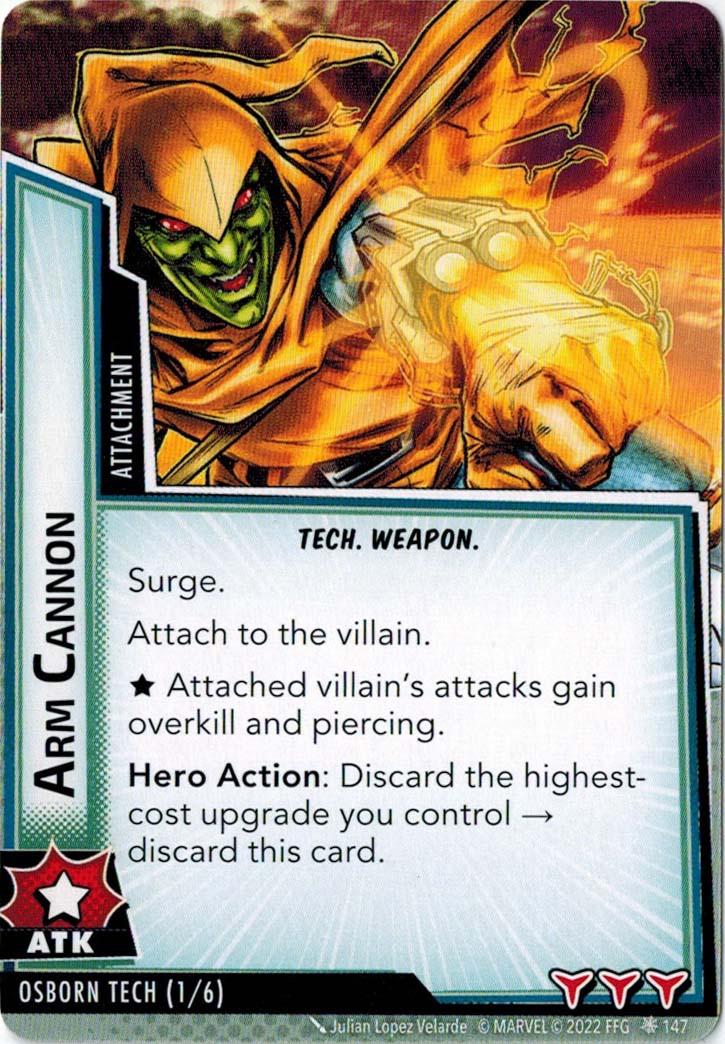 ATTACHMENT
ARM CANNON
TECH. WEAPON.
Surge.
Attach to the villain.
★ Attached villain's attacks gain
overkill and piercing.
Hero Action: Discard the highest-
cost upgrade you control →
discard this card.
ATK
OSBORN TECH (1/6)
Julian Lopez Velarde © MARVEL © 2022 FFG 147